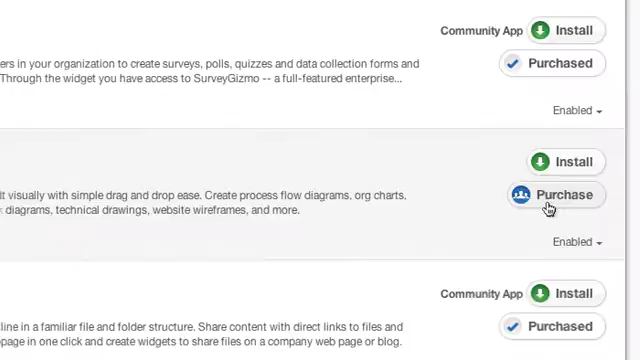 Community App Install
ers in your organization to create surveys, polls, quizzes and data collection forms and
Purchased
Through the widget you have access to SurveyGizmo -- a full-featured enterprise...
Enabled
Install
It visually with simple drag and drop ease. Create process flow diagrams, org charts,
Purchase
diagrams, technical drawings, website wireframes, and more.
Enabled
Community App Install
line in a familiar file and folder structure. Share content with direct links to files and
Purchased
page in one click and create widgets to share files on a company web page or blog.